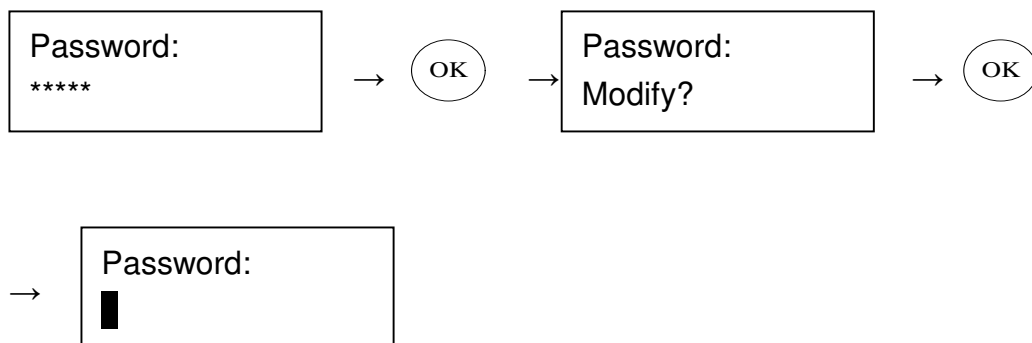 Password:
*****
→ OK → Password:
Modify?
→ OK
→ Password: